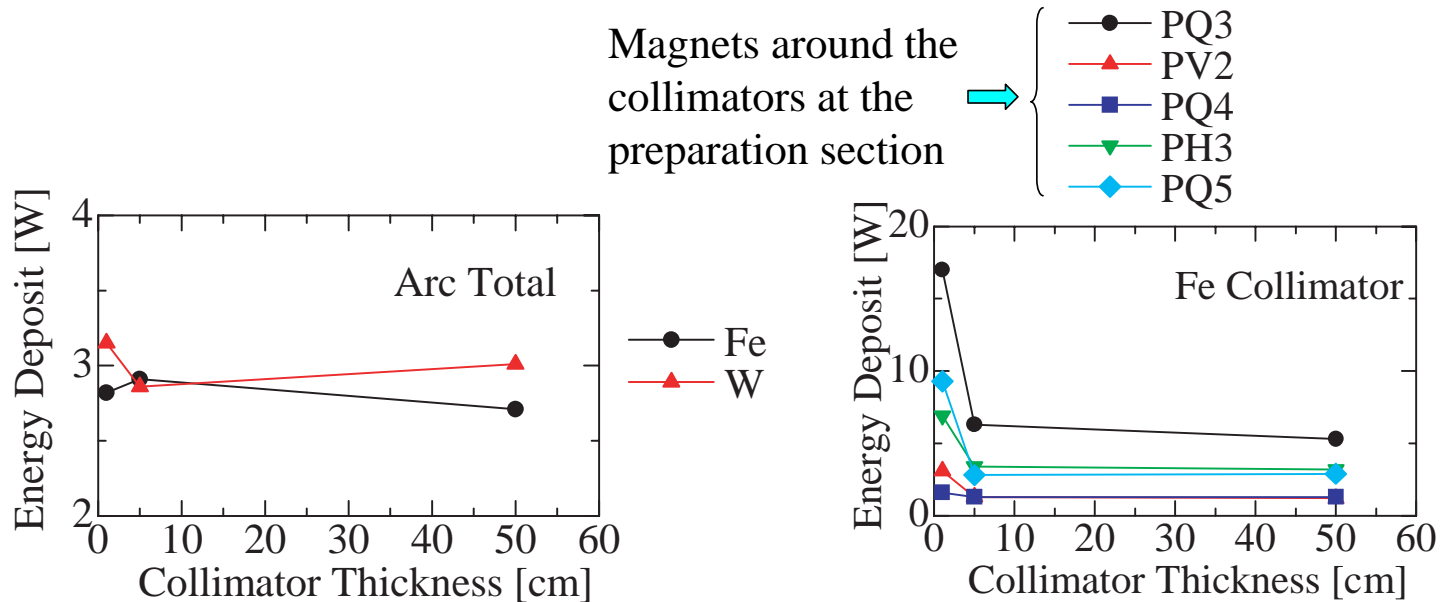 Magnets around the
collimators at the
preparation section
PQ3
PV2
PQ4
PH3
PQ5
Energy Deposit [W]
4
3
2
0 10 20 30 40 50 60
Collimator Thickness [cm]
Arc Total
Fe
W
Energy Deposit [W]
20
10
0
0 10 20 30 40 50 60
Collimator Thickness [cm]
Fe Collimator